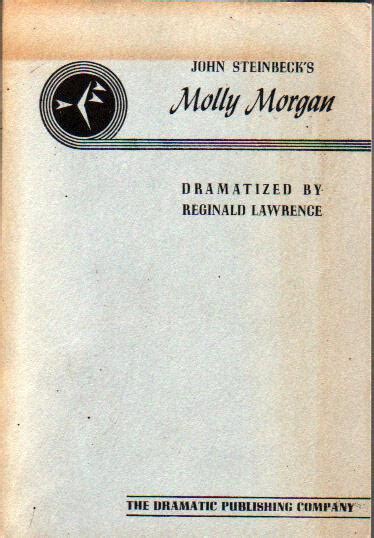 JOHN STEINBECK'S
Molly Morgan
DRAMATIZED BY
REGINALD LAWRENCE
THE DRAMATIC PUBLISHING COMPANY